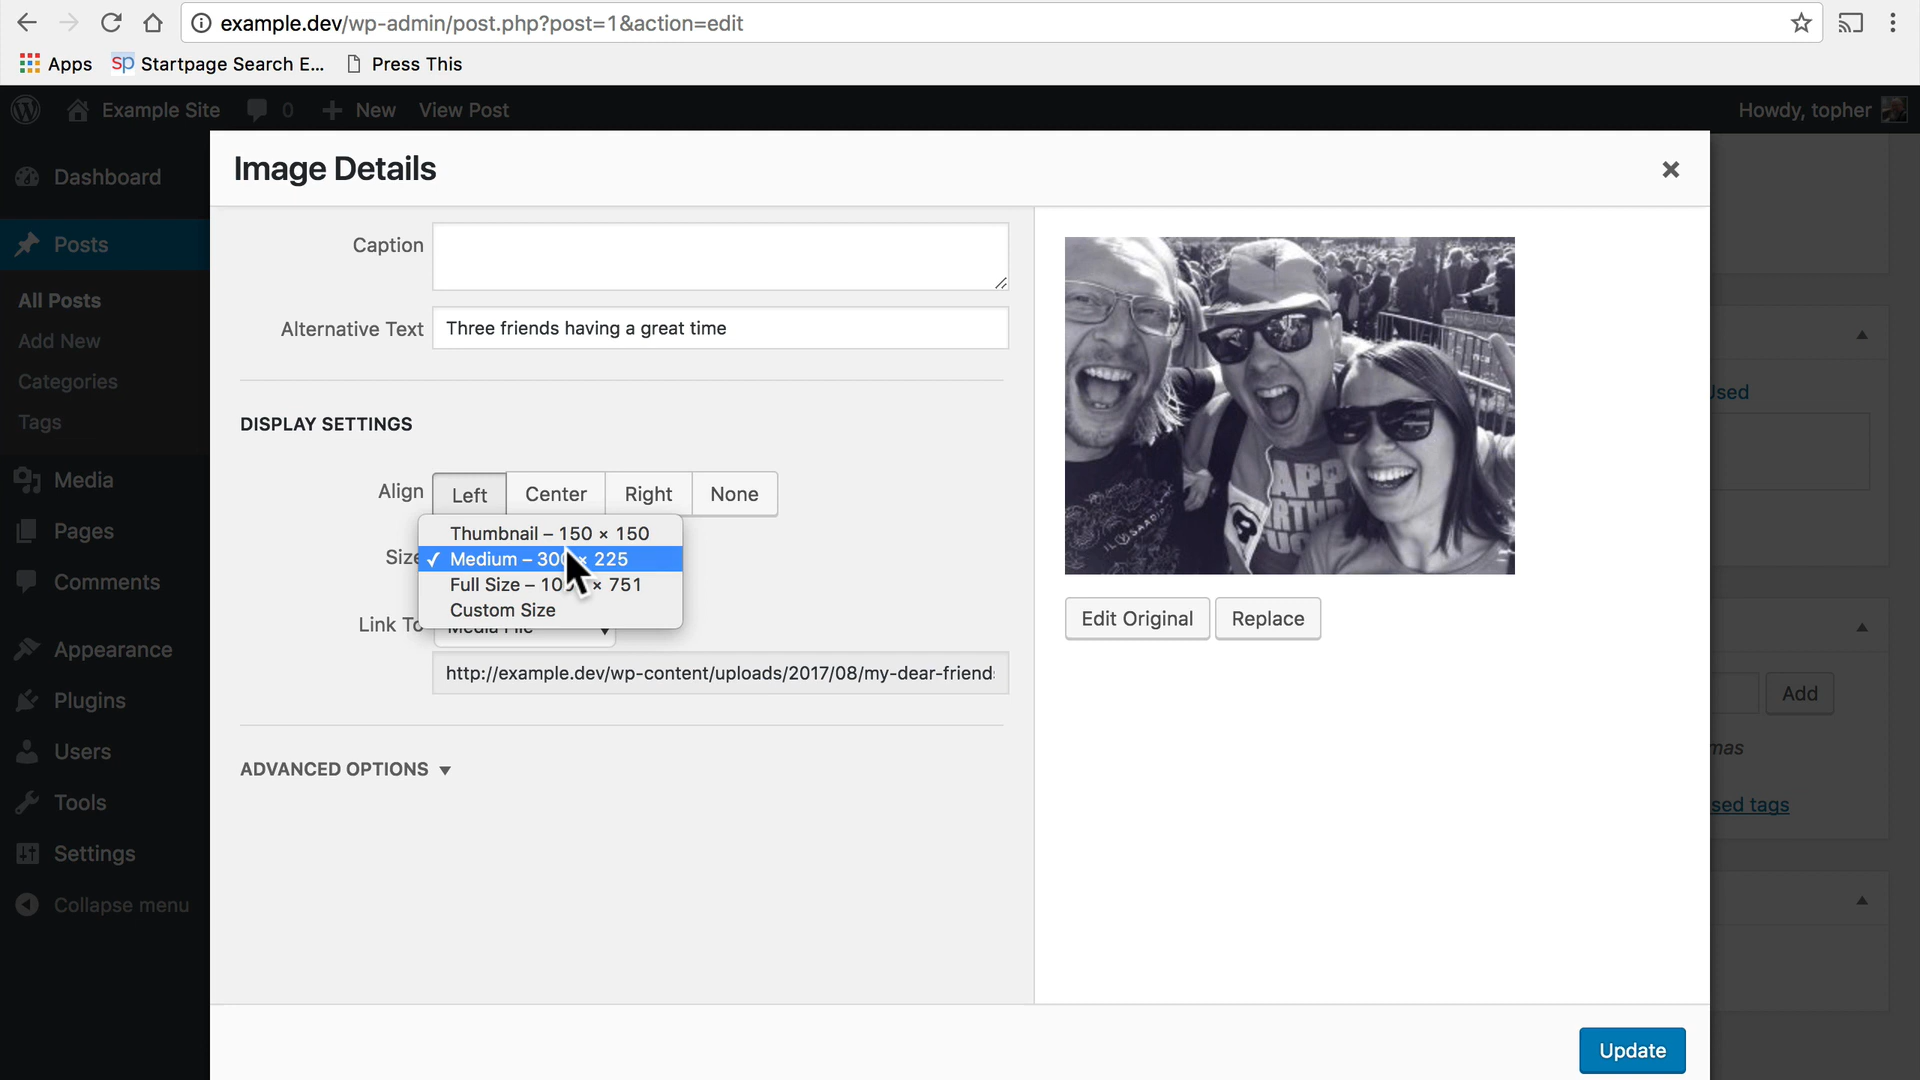 example.dev/wp-admin/post.php?post=1&action=edit
Apps
sp Startpage Search E...
Press This
Example Site
0
New
View Post
Howdy, topher
Dashboard
Posts
All Posts
Add New
Categories
Tags
Media
Pages
Comments
Appearance
Plugins
Users
Tools
Settings
Collapse menu
Image Details
Caption
Alternative Text
Three friends having a great time
DISPLAY SETTINGS
Align
Left
Center
Right
None
Size
Thumbnail – 150 × 150
✓ Medium – 300 × 225
Full Size – × 751
Custom Size
Link To
Media File
http://example.dev/wp-content/uploads/2017/08/my-dear-friend
ADVANCED OPTIONS
Edit Original
Replace
Update
Add
tags